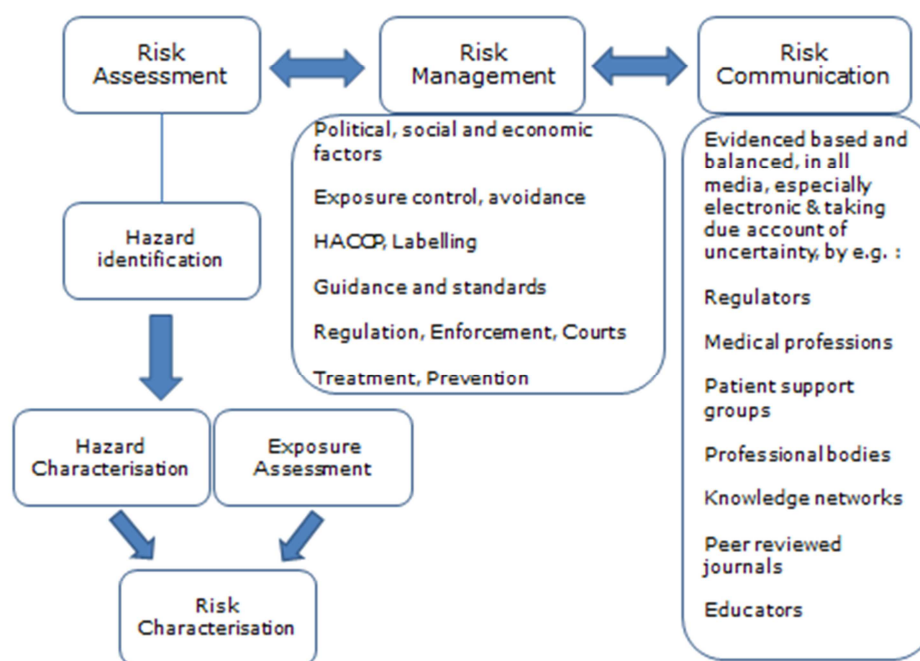 Risk
Assessment
Risk
Management
Risk
Communication
Political, social and economic
factors
Exposure control, avoidance
HACCP, Labelling
Guidance and standards
Regulation, Enforcement, Courts
Treatment, Prevention
Evidenced based and
balanced, in all
media, especially
electronic & taking
due account of
uncertainty, by e.g. :
Regulators
Medical professions
Patient support
groups
Professional bodies
Knowledge networks
Peer reviewed
journals
Educators
Hazard
identification
Hazard
Characterisation
Exposure
Assessment
Risk
Characterisation